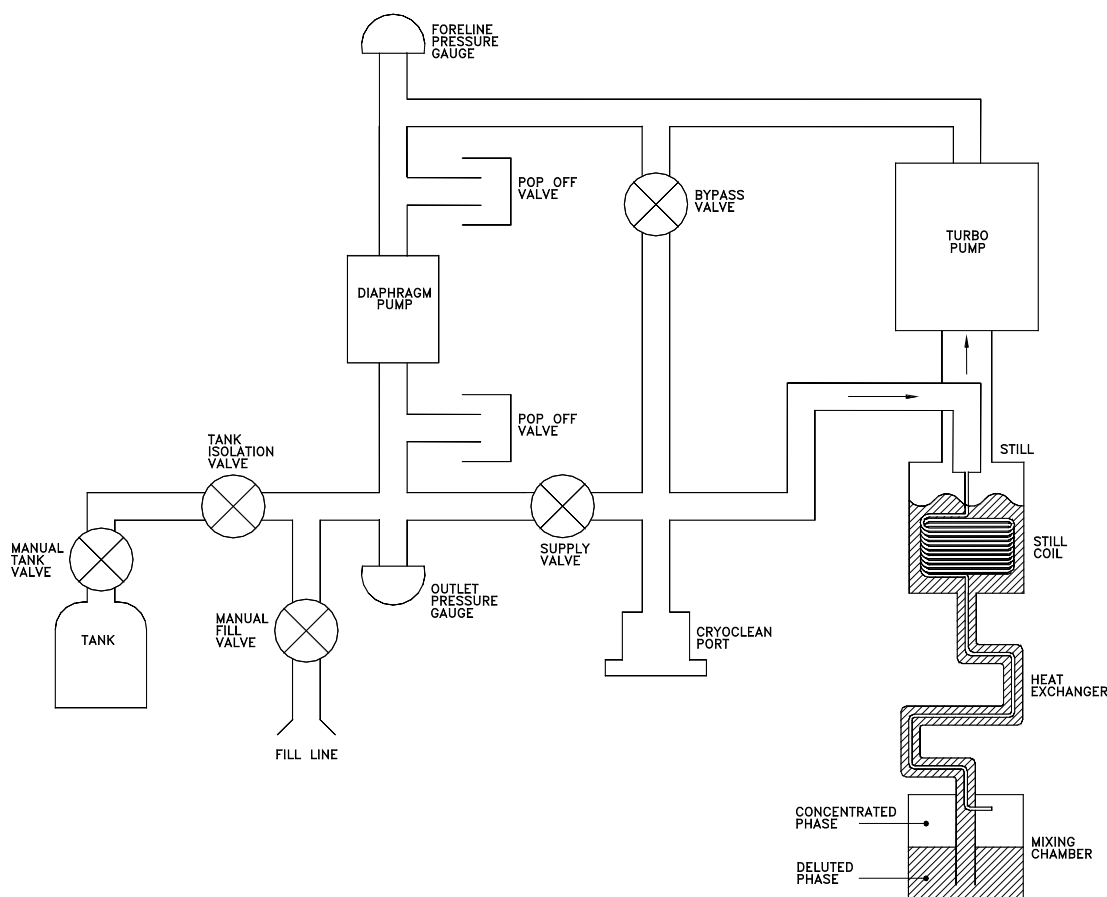 FORELINE
PRESSURE
GAUGE
POP OFF
VALVE
BYPASS
VALVE
TURBO
PUMP
DIAPHRAGM
PUMP
POP OFF
VALVE
TANK
ISOLATION
VALVE
STILL
MANUAL
TANK
VALVE
SUPPLY
VALVE
STILL
COIL
OUTLET
PRESSURE
GAUGE
MANUAL
FILL
VALVE
TANK
CRYOCLEAN
PORT
HEAT
EXCHANGER
FILL LINE
CONCENTRATED
PHASE
MIXING
CHAMBER
DELUTED
PHASE